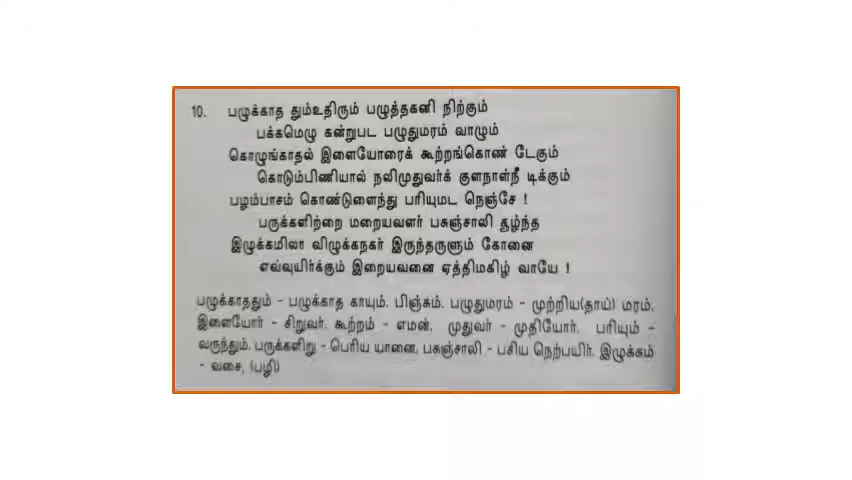 10. பழுக்காத தும்உதிரும் பழுத்தகனி நிற்கும்
பக்கமெழு கன்றுபட பழுதுமரம் வாழும்
கொழுங்காதல் இளையோரைக் கூற்றங்கொண் டேகும்
கொடும்பிணியால் நலிமுதுவர்க் குளநாள்நீ டிக்கும்
பழம்பாசம் கொண்டுளைந்து பரியுமட நெஞ்சே !
பருக்களிற்றை மறையவளர் பசுஞ்சாலி சூழ்ந்த
இழுக்கமிலா விழுக்கநகர் இருந்தருளும் கோனை
எவ்வுயிர்க்கும் இறையவனை ஏத்திமகிழ் வாயே !
பழுக்காததும் - பழுக்காத காயும். பிஞ்சும். பழுதுமரம் - முற்றிய(தாய்) மரம்.
இளையோர் - சிறுவர். கூற்றம் - எமன். முதுவர் - முதியோர். பரியும் -
வருந்தும். பருக்களிறு - பெரிய யானை. பசுஞ்சாலி - பசிய நெற்பயிர். இழுக்கம்
- வசை, (பழி)